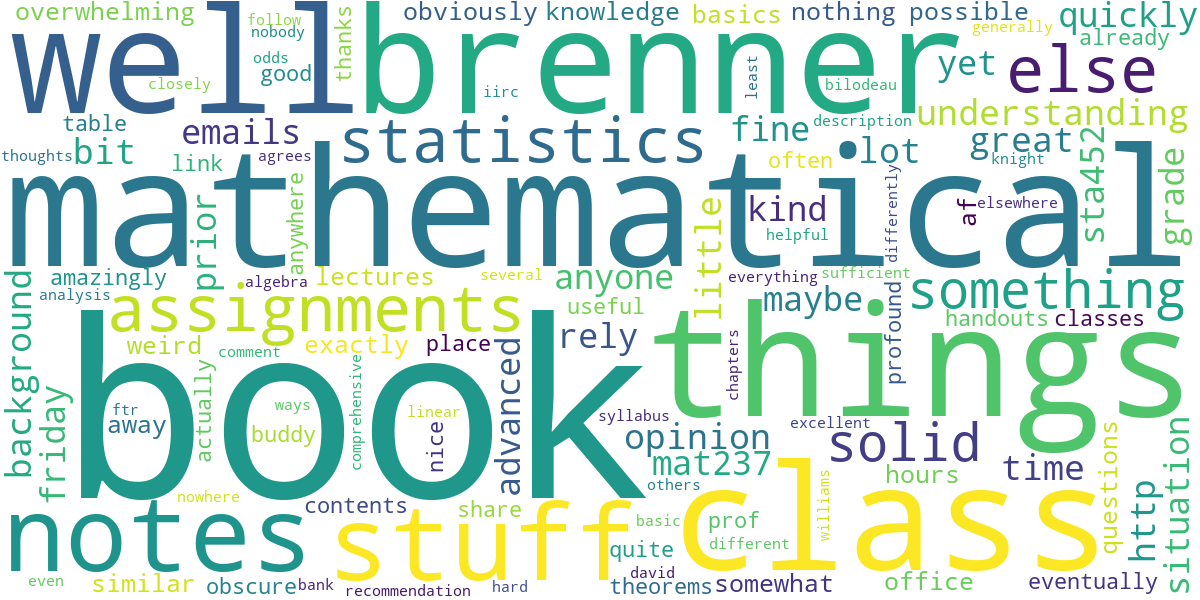 overwhelming
follow
nobody
obviously
knowledge
basics
nothing
possible
generally
quickly
already
well
brenner
thanks
odds
good
closely
iirc
least
bilodeau
yet
else
understanding
table
emails
statistics
fine
description
great
thoughts
bit
link
agrees
often
lot
knight
sta452
grade
mathematical
prior
anywhere
little
kind
helpful
differently
af
elsewhere
amazingly
algebra
lectures
several
anyone
everything
sufficient
analysis
assignments
useful
maybe
profound
something
background
weird
exactly
place
rely
handouts
classes
friday
actually
comment
comprehensive
advanced
chapters
things
book
ftr
away
ways
buddy
linear
nice
syllabus
opinion
excellent
solid
mat237
others
hours
time
situation
questions
http
nowhere
contents
share
notes
stuff
basic
prof
different
class
williams
quite
even
similar
obscure
bank
recommendation
hard
david
theorems
somewhat
office
eventually